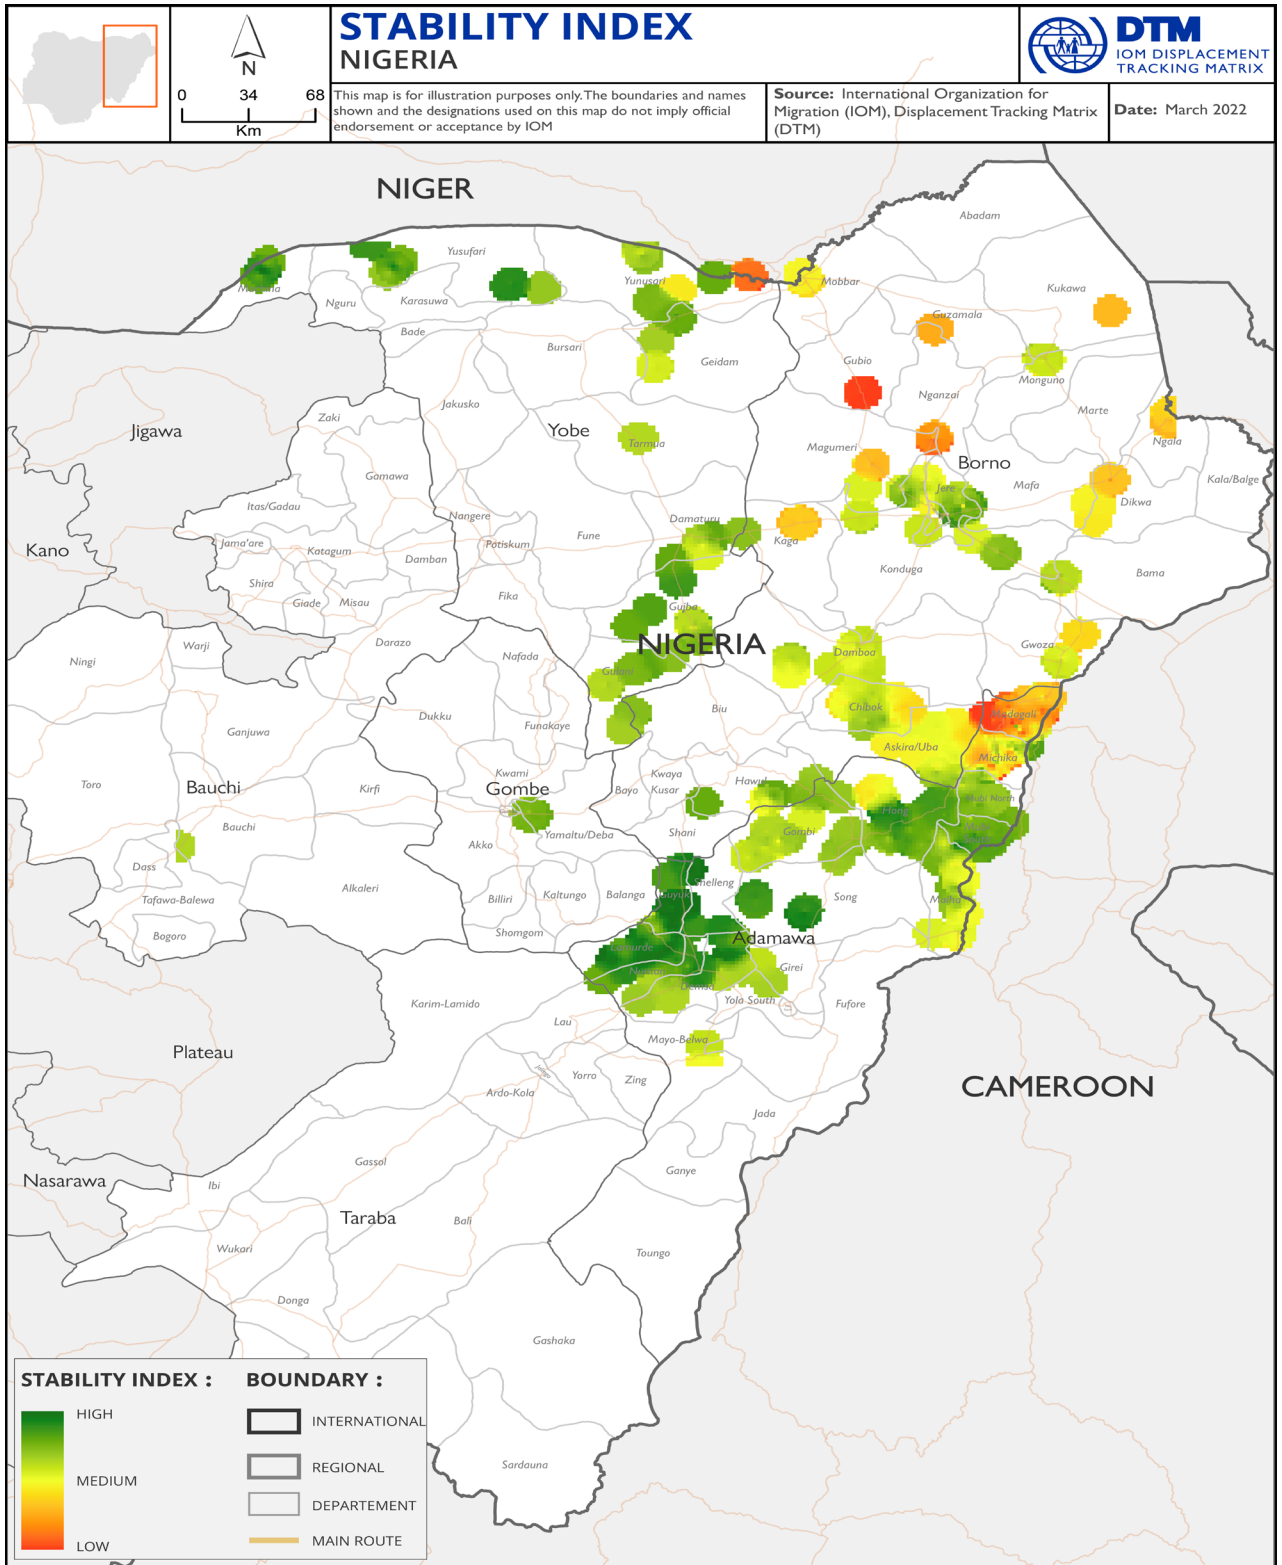 STABILITY INDEX
NIGERIA
N
0 34 68
Km
This map is for illustration purposes only. The boundaries and names
shown and the designations used on this map do not imply official
endorsement or acceptance by IOM
Source: International Organization for
Migration (IOM), Displacement Tracking Matrix
(DTM)
Date: March 2022
DTM
IOM DISPLACEMENT
TRACKING MATRIX
NIGER
Abadam
Yusufari
Yunusari
Mobbar
Kukawa
Nguru
Karasuwa
Guzamala
Bade
Bursari
Geidam
Gubio
Monguno
Nganzai
Jakusko
Marte
Zaki
Jigawa
Yobe
Tarmua
Magumeri
Borno
Ngala
Gamawa
Jere
Mafa
Kala/Balge
Itas/Gadau
Nangere
Damaturu
Dikwa
Kano
Jama'are
Katagum
Potiskum
Fune
Kaga
Damban
Konduga
Bama
Shira
Giade
Misau
Fika
Gujba
Ningi
Warji
Darazo
Nafada
NIGERIA
Damboa
Gwoza
Gulani
Dukku
Funakaye
Biu
Chibok
Madagali
Ganjuwa
Askira/Uba
Michika
Toro
Bauchi
Kirfi
Kwami
Gombe
Kwaya
Kusar
Bayo
Hawul
Hong
Mubi North
Bauchi
Akko
Yamaltu/Deba
Shani
Gombi
Dass
Tafawa-Balewa
Alkaleri
Billiri
Kaltungo
Balanga
Shelleng
Guyuk
Song
Maiha
Bogoro
Shomgom
Lamurde
Adamawa
Numan
Girei
Demsa
Karim-Lamido
Yola South
Fufore
Lau
Plateau
Mayo-Belwa
Yorro
Zing
Ardo-Kola
Jalingo
CAMEROON
Jada
Gassol
Ganye
Nasarawa
Ibi
Taraba
Bali
Wukari
Toungo
Donga
Gashaka
Sardauna
STABILITY INDEX :
HIGH
MEDIUM
LOW
BOUNDARY :
INTERNATIONAL
REGIONAL
DEPARTEMENT
MAIN ROUTE